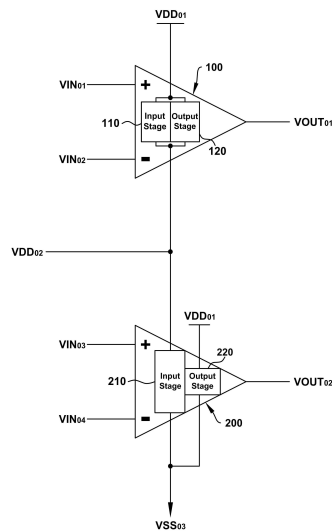 VDD01
100
VIN01
+
Input Stage
Output Stage
110
VOUT01
120
VIN02
-
VDD02
VDD01
VIN03
+
220
Input Stage
Output Stage
210
VOUT02
VIN04
-
200
VSS03